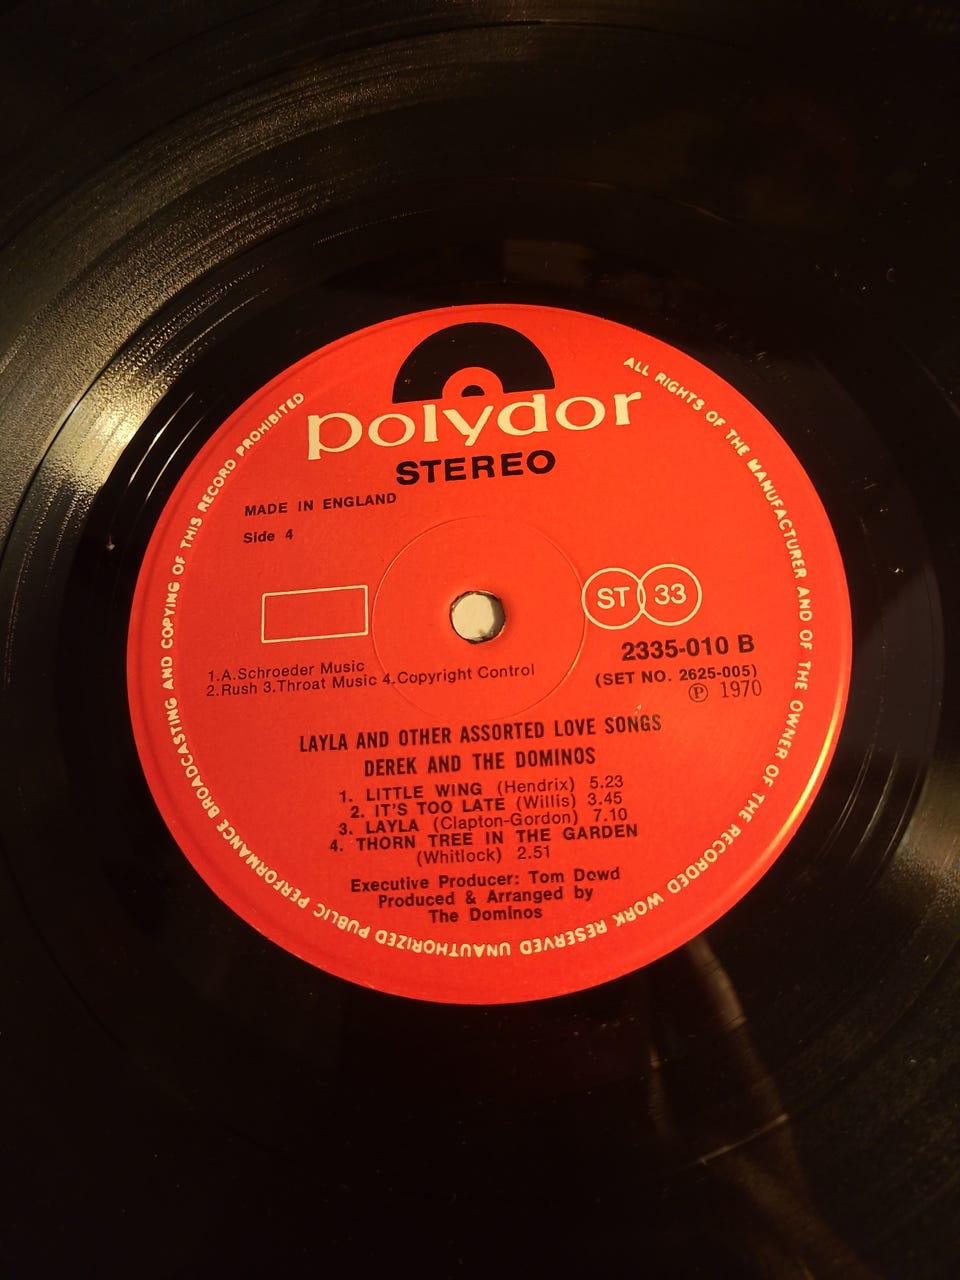 polydor
STEREO
MADE IN ENGLAND
Side 4
ST 33
2335-010 B
(SET NO. 2625-005)
Ⓟ 1970
1.A.Schroeder Music
2.Rush 3.Throat Music 4.Copyright Control
LAYLA AND OTHER ASSORTED LOVE SONGS
DEREK AND THE DOMINOS
1. LITTLE WING (Hendrix) 5.23
2. IT'S TOO LATE (Willis) 3.45
3. LAYLA (Clapton-Gordon) 7.10
4. THORN TREE IN THE GARDEN
(Whitlock) 2.51
Executive Producer: Tom Dowd
Produced & Arranged by
The Dominos
ALL RIGHTS OF THE MANUFACTURER AND OF THE OWNER OF THE RECORDED WORK RESERVED UNAUTHORIZED PUBLIC PERFORMANCE BROADCASTING AND COPYING OF THIS RECORD PROHIBITED